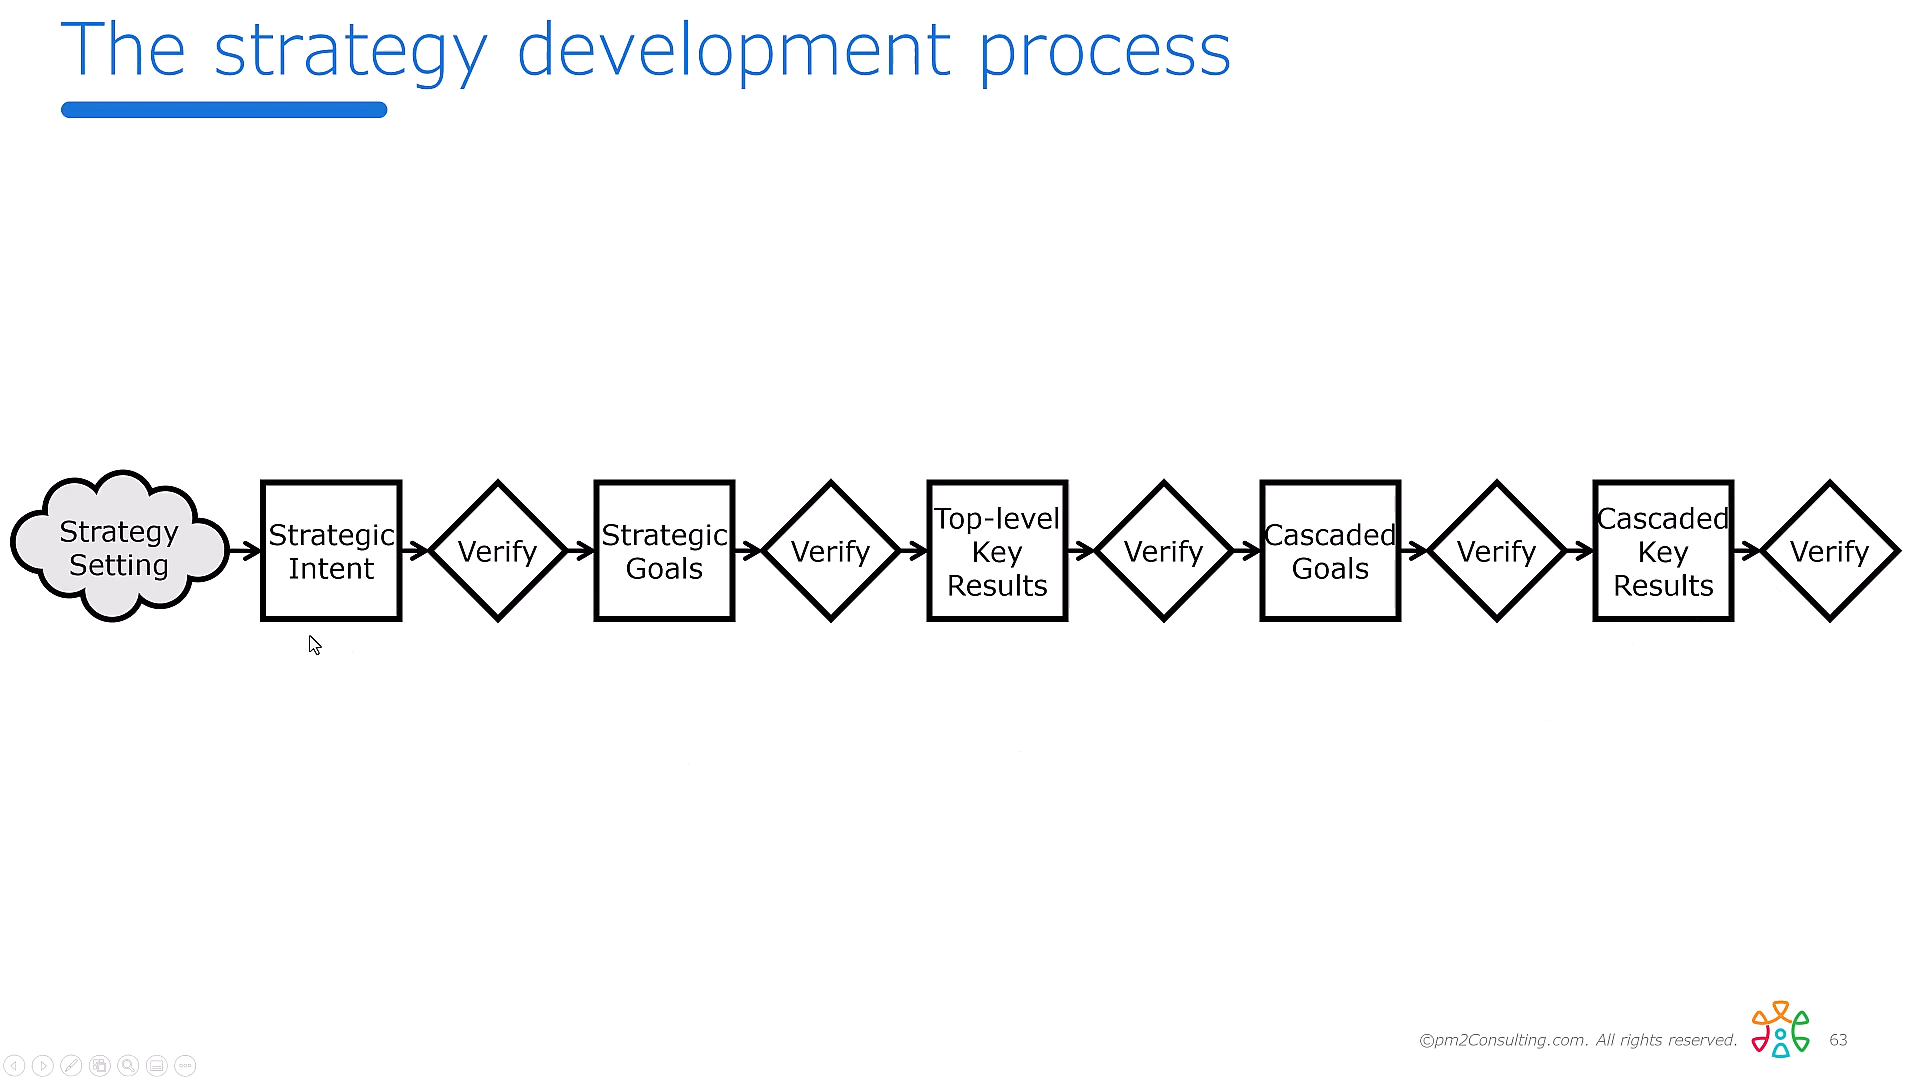 The strategy development process
Strategy
Setting
Strategic
Intent
Verify
Strategic
Goals
Verify
Top-level
Key
Results
Verify
Cascaded
Goals
Verify
Cascaded
Key
Results
Verify
©pm2Consulting.com. All rights reserved.
63